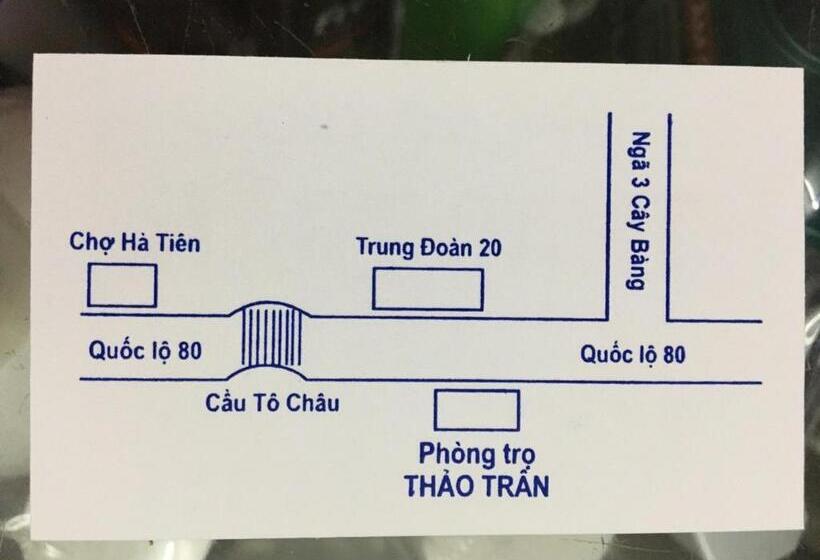 Ngã 3 Cây Bàng
Chợ Hà Tiên
Trung Đoàn 20
Quốc lộ 80
Quốc lộ 80
Cầu Tô Châu
Phòng trọ
THẢO TRÂN